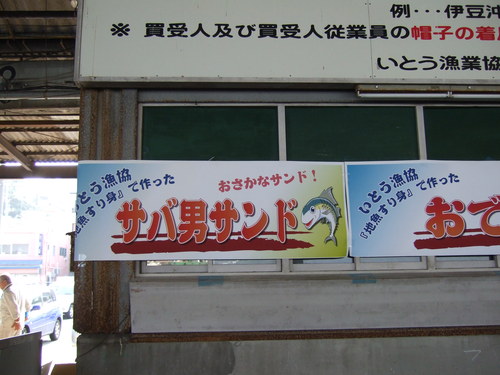 例・・・伊豆沖
※ 買受人及び買受人従業員の帽子の着
いとう漁業協
いとう漁協
『地魚すり身』で作った
おさかなサンド!
サバ男サンド
いとう漁協
『地魚すり身』で作った
おで